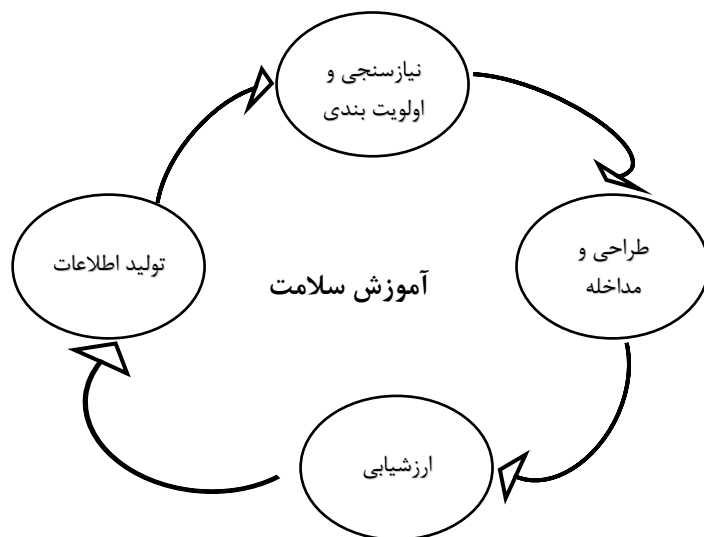 نیازسنجی و
اولویت بندی
طراحی و
مداخله
ارزشیابی
تولید اطلاعات
آموزش سلامت